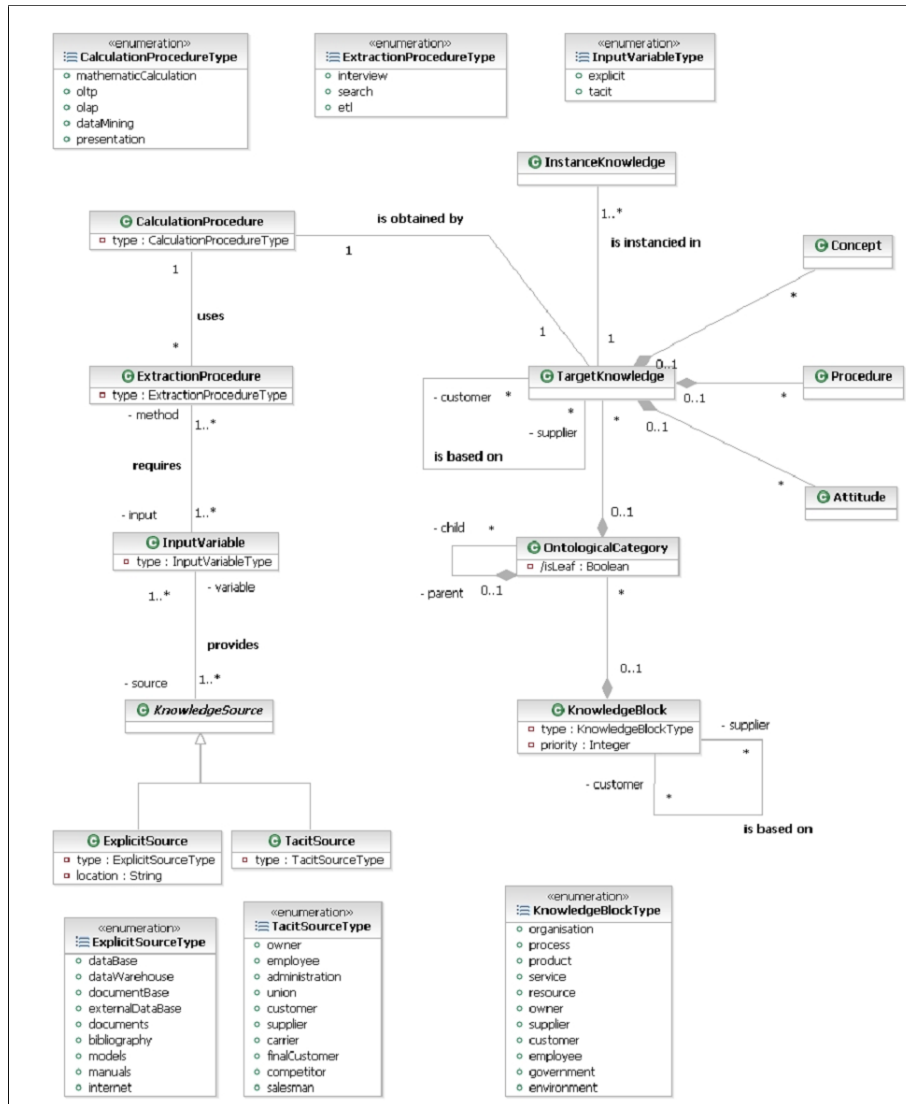 «enumeration»
CalculationProcedureType
mathematicCalculation
oltp
olap
dataMining
presentation
«enumeration»
ExtractionProcedureType
interview
search
etl
«enumeration»
InputVariableType
explicit
tacit
C InstanceKnowledge
1..*
is instancied in
1
C CalculationProcedure
type : CalculationProcedureType
is obtained by
1
1
1
uses
*
C Concept
*
0..1
C ExtractionProcedure
type : ExtractionProcedureType
- method
1..*
requires
- input
1..*
C TargetKnowledge
- customer
*
*
- supplier
is based on
*
0..1
C Procedure
*
0..1
*
C Attitude
0..1
C InputVariable
type : InputVariableType
1..*
- variable
provides
- source
1..*
- child
*
C OntologicalCategory
/isLeaf : Boolean
- parent
0..1
*
0..1
C KnowledgeSource
C KnowledgeBlock
type : KnowledgeBlockType
priority : Integer
- supplier
*
- customer
*
is based on
C ExplicitSource
type : ExplicitSourceType
location : String
C TacitSource
type : TacitSourceType
«enumeration»
ExplicitSourceType
dataBase
dataWarehouse
documentBase
externalDataBase
documents
bibliography
models
manuals
internet
«enumeration»
TacitSourceType
owner
employee
administration
union
customer
supplier
carrier
finalCustomer
competitor
salesman
«enumeration»
KnowledgeBlockType
organisation
process
product
service
resource
owner
supplier
customer
employee
government
environment